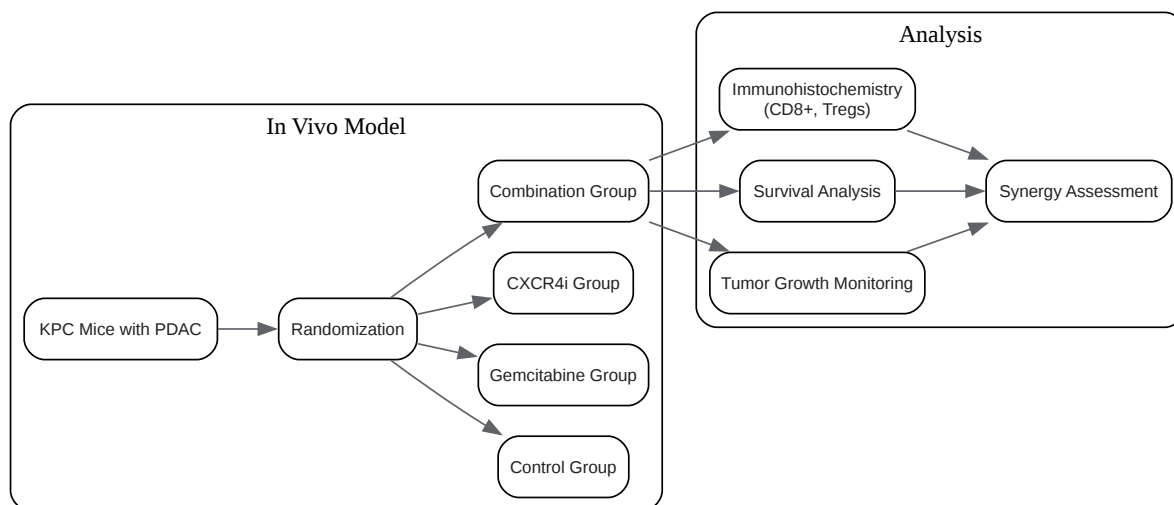 In Vivo Model
KPC Mice with PDAC
Randomization
Combination Group
CXCR4i Group
Gemcitabine Group
Control Group
Analysis
Immunohistochemistry
(CD8+, Tregs)
Survival Analysis
Tumor Growth Monitoring
Synergy Assessment